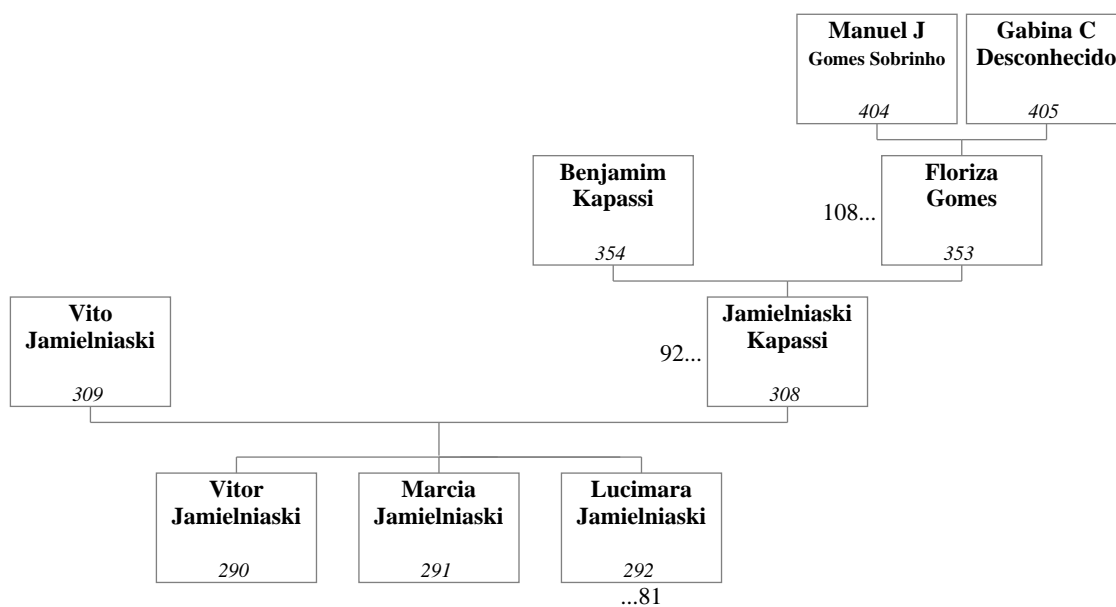 Manuel J
Gomes Sobrinho
404
Gabina C
Desconhecido
405
Benjamim
Kapassi
354
108...
Floriza
Gomes
353
Vito
Jamielniaski
309
92...
Jamielniaski
Kapassi
308
Vitor
Jamielniaski
290
Marcia
Jamielniaski
291
Lucimara
Jamielniaski
292
...81